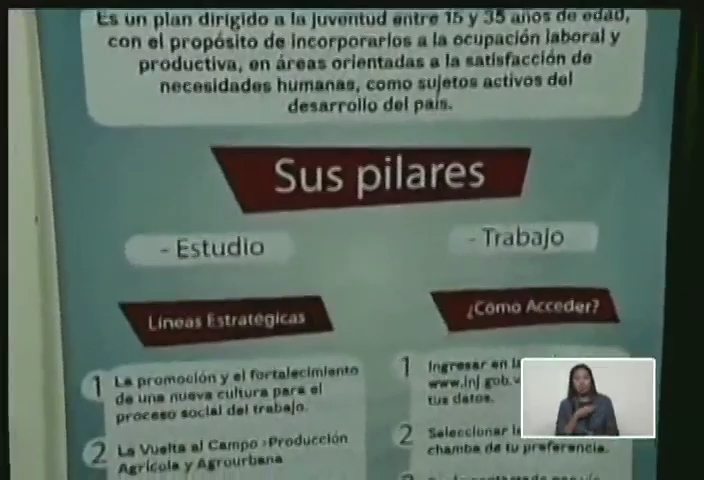 Es un plan dirigido a la juventud entre 15 y 35 años de edad,
con el propósito de incorporarlos a la ocupación laboral y
productiva, en áreas orientadas a la satisfacción de
necesidades humanas, como sujetos activos del
desarrollo del país.
Sus pilares
- Estudio
- Trabajo
Líneas Estratégicas
¿Cómo Acceder?
1 La promoción y el fortalecimiento
de una nueva cultura para el
proceso social del trabajo.
2 La Vuelta al Campo -Producción
Agrícola y Agrourbana
1 Ingresar en la
www.inj.gob.v
tus datos.
2 Seleccionar
chamba de tu preferencia.